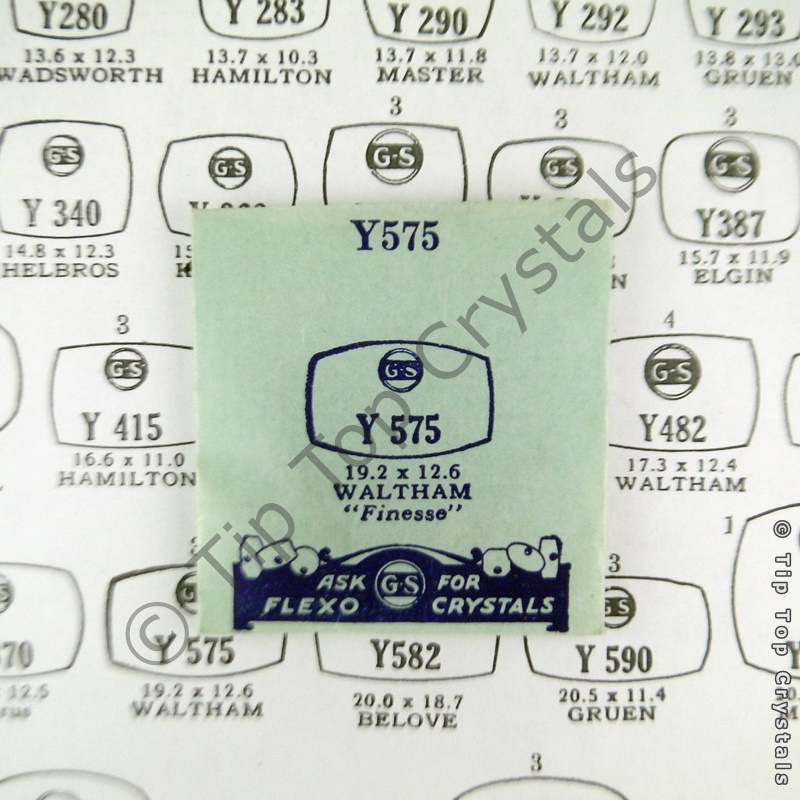 Y280
Y 283
Y 290
Y 292
Y 293
13.6 x 12.3
WADSWORTH
13.7 x 10.3
HAMILTON
13.7 x 11.8
MASTER
13.7 x 12.0
WALTHAM
13.8 x 13.0
GRUEN
3
3
3
G-S
G-S
G-S
G-S
G-S
Y 340
Y387
14.8 x 12.3
HELBROS
15.7 x 11.9
ELGIN
Y575
3
4
G-S
G-S
G-S
Y 415
Y 575
Y482
16.6 x 11.0
HAMILTON
19.2 x 12.6
WALTHAM
"Finesse"
17.3 x 12.4
WALTHAM
1
ASK G-S FOR
FLEXO CRYSTALS
3
Y 575
Y582
Y 590
19.2 x 12.6
WALTHAM
20.0 x 18.7
BELOVE
20.5 x 11.4
GRUEN
3
© Tip Top Crystals
© Tip Top Crystals